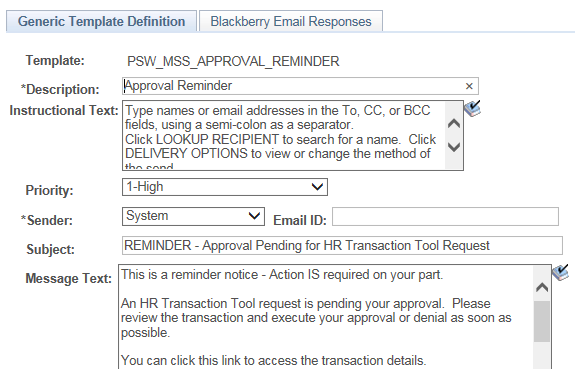 Generic Template Definition Blackberry Email Responses
Template: PSW_MSS_APPROVAL_REMINDER
*Description: Approval Reminder ×
Instructional Text: Type names or email addresses in the To, CC, or BCC
fields, using a semi-colon as a separator.
Click LOOKUP RECIPIENT to search for a name. Click
DELIVERY OPTIONS to view or change the method of
the send
Priority: 1-High
*Sender: System Email ID:
Subject: REMINDER - Approval Pending for HR Transaction Tool Request
Message Text: This is a reminder notice - Action IS required on your part.
An HR Transaction Tool request is pending your approval. Please
review the transaction and execute your approval or denial as soon as
possible.
You can click this link to access the transaction details.